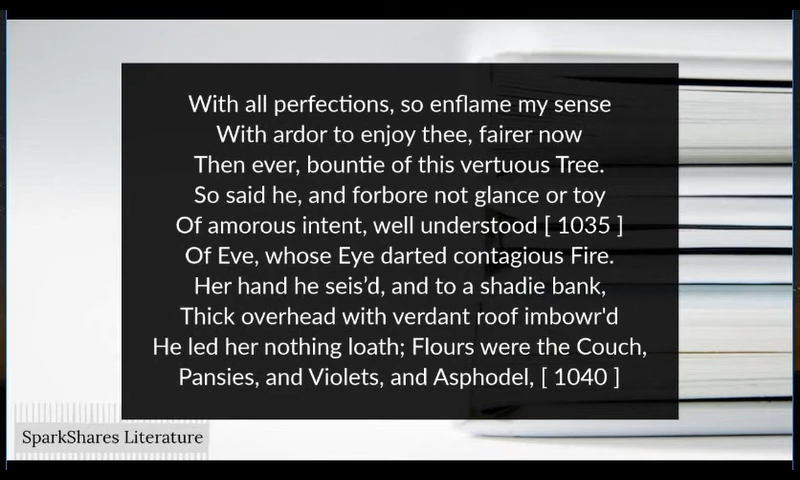 With all perfections, so enflame my sense
With ardor to enjoy thee, fairer now
Then ever, bountie of this vertuous Tree.
So said he, and forbore not glance or toy
Of amorous intent, well understood [ 1035 ]
Of Eve, whose Eye darted contagious Fire.
Her hand he seis’d, and to a shadie bank,
Thick overhead with verdant roof imbowr'd
He led her nothing loath; Flours were the Couch,
Pansies, and Violets, and Asphodel, [ 1040 ]
SparkShares Literature